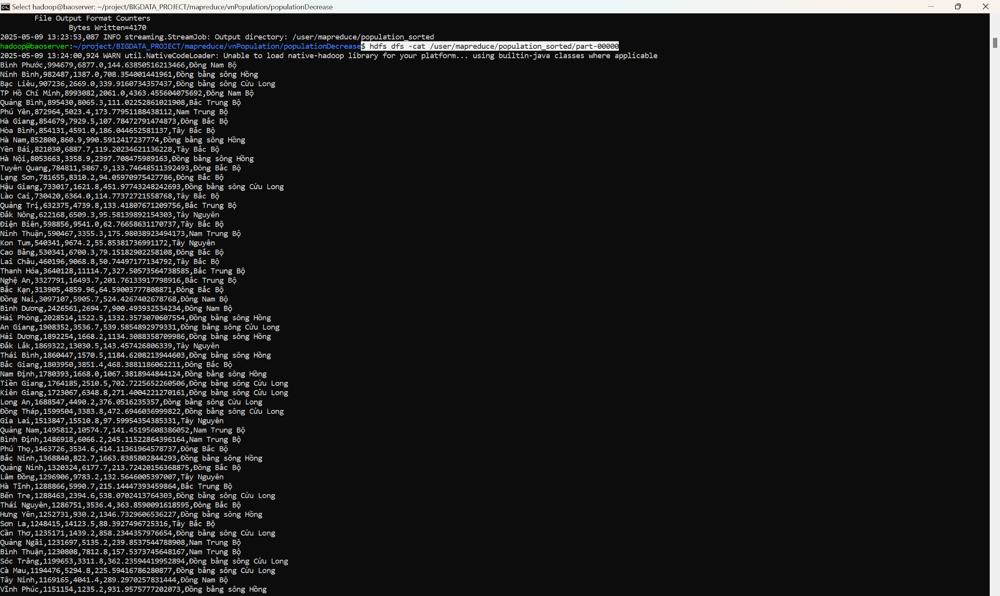 Select hadoop@baoserver: ~/project/BIGDATA_PROJECT/mapreduce/vnPopulation/populationDecrease
File Output Format Counters
Bytes Written=4170
2025-05-09 13:23:53,087 INFO streaming.StreamJob: Output directory: /user/mapreduce/population_sorted
hadoop@baoserver:~/project/BIGDATA_PROJECT/mapreduce/vnPopulation/populationDecrease$ hdfs dfs -cat /user/mapreduce/population_sorted/part-00000
2025-05-09 13:24:00,924 WARN util.NativeCodeLoader: Unable to load native-hadoop library for your platform... using builtin-java classes where applicable
Bình Phước,994679,6877.0,144.63850516213466,Đông Nam Bộ
Ninh Bình,982487,1387.0,708.354001441961,Đồng bằng sông Hồng
Bạc Liêu,907236,2669.0,339.9160734357437,Đồng bằng sông Cửu Long
TP Hồ Chí Minh,8993082,2061.0,4363.455604075692,Đông Nam Bộ
Quảng Bình,895430,8065.3,111.02252861021908,Bắc Trung Bộ
Phú Yên,872964,5023.4,173.77951188438112,Nam Trung Bộ
Hà Giang,854679,7929.5,107.78472791474873,Đông Bắc Bộ
Hòa Bình,854131,4591.0,186.044652581137,Tây Bắc Bộ
Hà Nam,852800,860.9,990.5912417237774,Đồng bằng sông Hồng
Yên Bái,821030,6887.7,119.20234621136228,Tây Bắc Bộ
Hà Nội,8053663,3358.9,2397.708475989163,Đồng bằng sông Hồng
Tuyên Quang,784811,5867.9,133.74648511392493,Đông Bắc Bộ
Lạng Sơn,781655,8310.2,94.05970975427786,Đông Bắc Bộ
Hậu Giang,733017,1621.8,451.97743248242693,Đồng bằng sông Cửu Long
Lào Cai,730420,6364.0,114.77372721558768,Tây Bắc Bộ
Quảng Trị,632375,4739.8,133.41807671209756,Bắc Trung Bộ
Đắk Nông,622168,6509.3,95.58139892154303,Tây Nguyên
Điện Biên,598856,9541.0,62.76658631170737,Tây Bắc Bộ
Ninh Thuận,590467,3355.3,175.98038923494173,Nam Trung Bộ
Kon Tum,540341,9674.2,55.85381736991172,Tây Nguyên
Cao Bằng,530341,6700.3,79.15182902258108,Đông Bắc Bộ
Lai Châu,460196,9068.8,50.74497177134792,Tây Bắc Bộ
Thanh Hóa,3640128,11114.7,327.50573564738585,Bắc Trung Bộ
Nghệ An,3327791,16493.7,201.76133917798916,Bắc Trung Bộ
Bắc Kạn,313905,4859.96,64.59003777808871,Đông Bắc Bộ
Đồng Nai,3097107,5905.7,524.4267402678768,Đông Nam Bộ
Bình Dương,2426561,2694.7,900.493932534234,Đông Nam Bộ
Hải Phòng,2028514,1522.5,1332.3573070607554,Đồng bằng sông Hồng
An Giang,1908352,3536.7,539.5854892979331,Đồng bằng sông Cửu Long
Hải Dương,1892254,1668.2,1134.3088358709986,Đồng bằng sông Hồng
Đắk Lắk,1869322,13030.5,143.457426806339,Tây Nguyên
Thái Bình,1860447,1570.5,1184.6208213944603,Đồng bằng sông Hồng
Bắc Giang,1803950,3851.4,468.3881186062211,Đông Bắc Bộ
Nam Định,1780393,1668.0,1067.3818944844124,Đồng bằng sông Hồng
Tiền Giang,1764185,2510.5,702.7225652260506,Đồng bằng sông Cửu Long
Kiên Giang,1723067,6348.8,271.4004221270161,Đồng bằng sông Cửu Long
Long An,1688547,4490.2,376.0516235357,Đồng bằng sông Cửu Long
Đồng Tháp,1599504,3383.8,472.6946036999822,Đồng bằng sông Cửu Long
Gia Lai,1513847,15510.8,97.59954354385331,Tây Nguyên
Quảng Nam,1495812,10574.7,141.45195608386052,Nam Trung Bộ
Bình Định,1486918,6066.2,245.11522864396164,Nam Trung Bộ
Phú Thọ,1463726,3534.6,414.11361964578737,Đông Bắc Bộ
Bắc Ninh,1368840,822.7,1663.8385802844293,Đồng bằng sông Hồng
Quảng Ninh,1320324,6177.7,213.72420156368875,Đông Bắc Bộ
Lâm Đồng,1296906,9783.2,132.5646005397007,Tây Nguyên
Hà Tĩnh,1288866,5990.7,215.14447393459864,Bắc Trung Bộ
Bến Tre,1288463,2394.6,538.0702413764303,Đồng bằng sông Cửu Long
Thái Nguyên,1286751,3536.4,363.8590091618595,Đông Bắc Bộ
Hưng Yên,1252731,930.2,1346.7329606536227,Đồng bằng sông Hồng
Sơn La,1248415,14123.5,88.3927496725316,Tây Bắc Bộ
Cần Thơ,1235171,1439.2,858.2344357976654,Đồng bằng sông Cửu Long
Quảng Ngãi,1231697,5135.2,239.8537544788908,Nam Trung Bộ
Bình Thuận,1230808,7812.8,157.5373745648167,Nam Trung Bộ
Sóc Trăng,1199653,3311.8,362.23594419952894,Đồng bằng sông Cửu Long
Cà Mau,1194476,5294.8,225.59416786280877,Đồng bằng sông Cửu Long
Tây Ninh,1169165,4041.4,289.2970257831444,Đông Nam Bộ
Vĩnh Phúc,1151154,1235.2,931.9575777202073,Đồng bằng sông Hồng